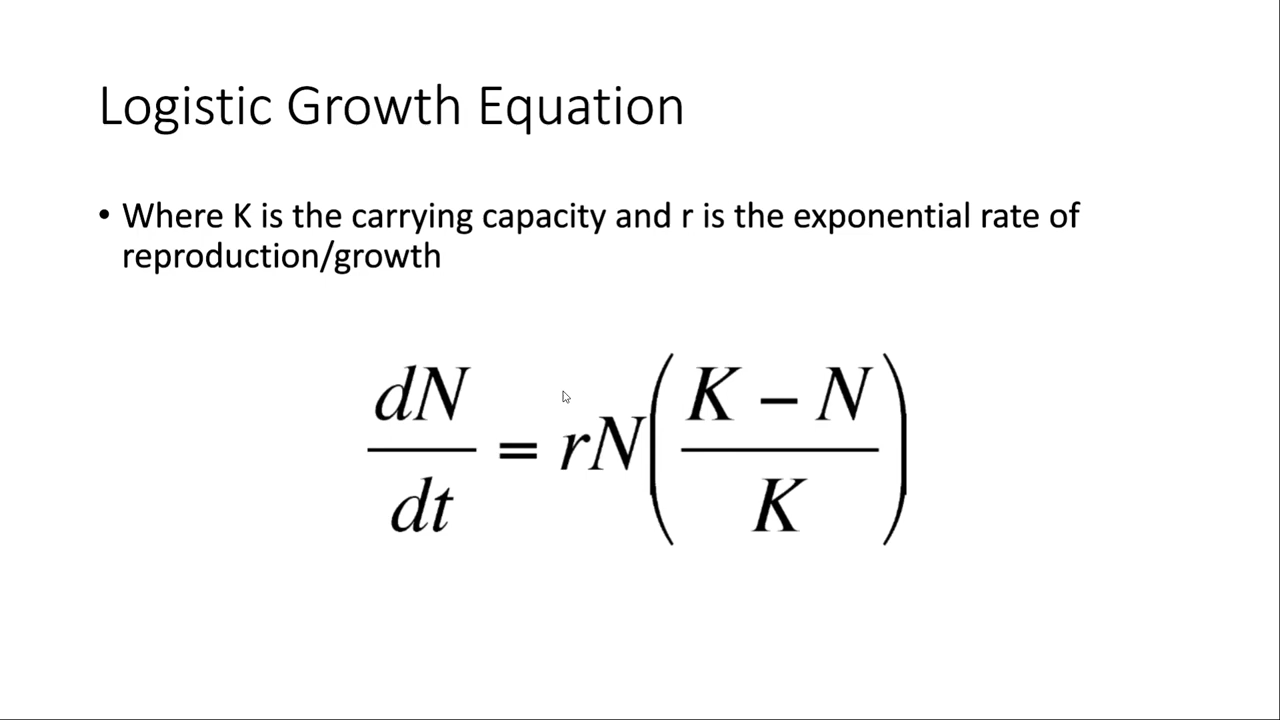 Logistic Growth Equation
• Where K is the carrying capacity and r is the exponential rate of
reproduction/growth
dN/dt = rN((K − N)/K)